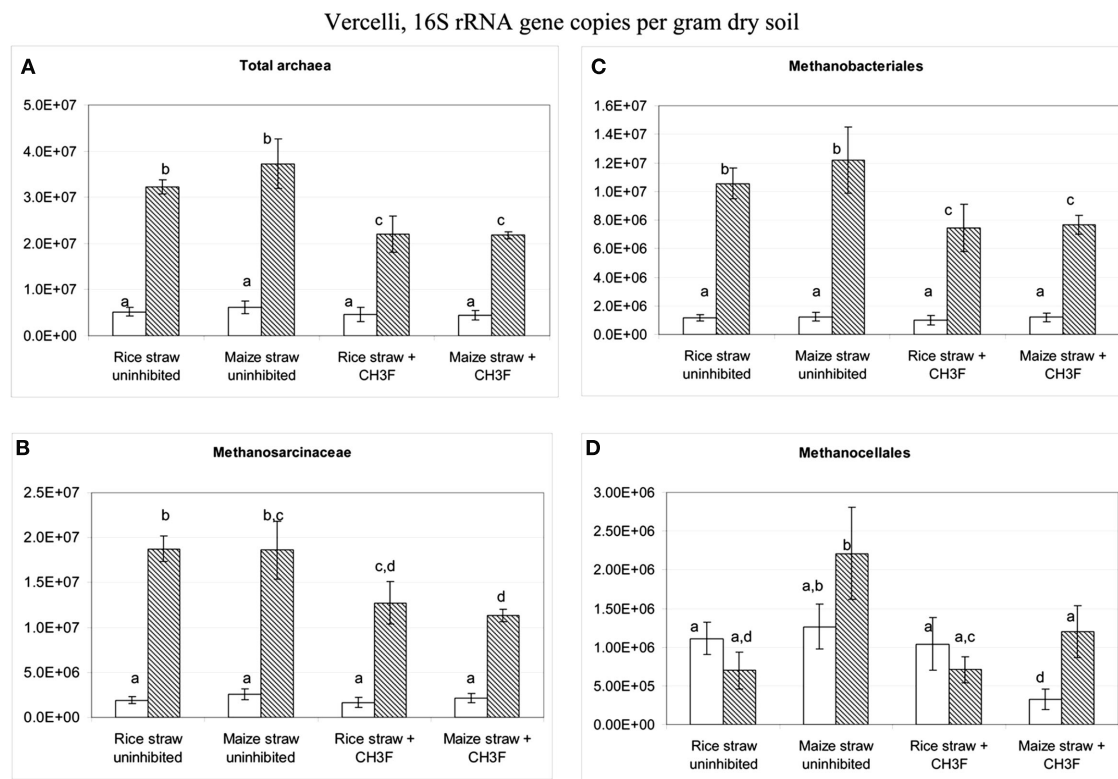 Vercelli, 16S rRNA gene copies per gram dry soil
A
Total archaea
5.0E+07
4.0E+07
3.0E+07
2.0E+07
1.0E+07
0.0E+00
a
b
a
b
a
c
a
c
Rice straw uninhibited
Maize straw uninhibited
Rice straw + CH3F
Maize straw + CH3F
C
Methanobacteriales
1.6E+07
1.4E+07
1.2E+07
1.0E+07
8.0E+06
6.0E+06
4.0E+06
2.0E+06
0.0E+00
a
b
a
b
a
c
a
c
Rice straw uninhibited
Maize straw uninhibited
Rice straw + CH3F
Maize straw + CH3F
B
Methanosarcinaceae
2.5E+07
2.0E+07
1.5E+07
1.0E+07
5.0E+06
0.0E+00
a
b
a
b,c
a
c,d
a
d
Rice straw uninhibited
Maize straw uninhibited
Rice straw + CH3F
Maize straw + CH3F
D
Methanocellales
3.00E+06
2.50E+06
2.00E+06
1.50E+06
1.00E+06
5.00E+05
0.00E+00
a
a,d
a,b
b
a
a,c
d
a
Rice straw uninhibited
Maize straw uninhibited
Rice straw + CH3F
Maize straw + CH3F